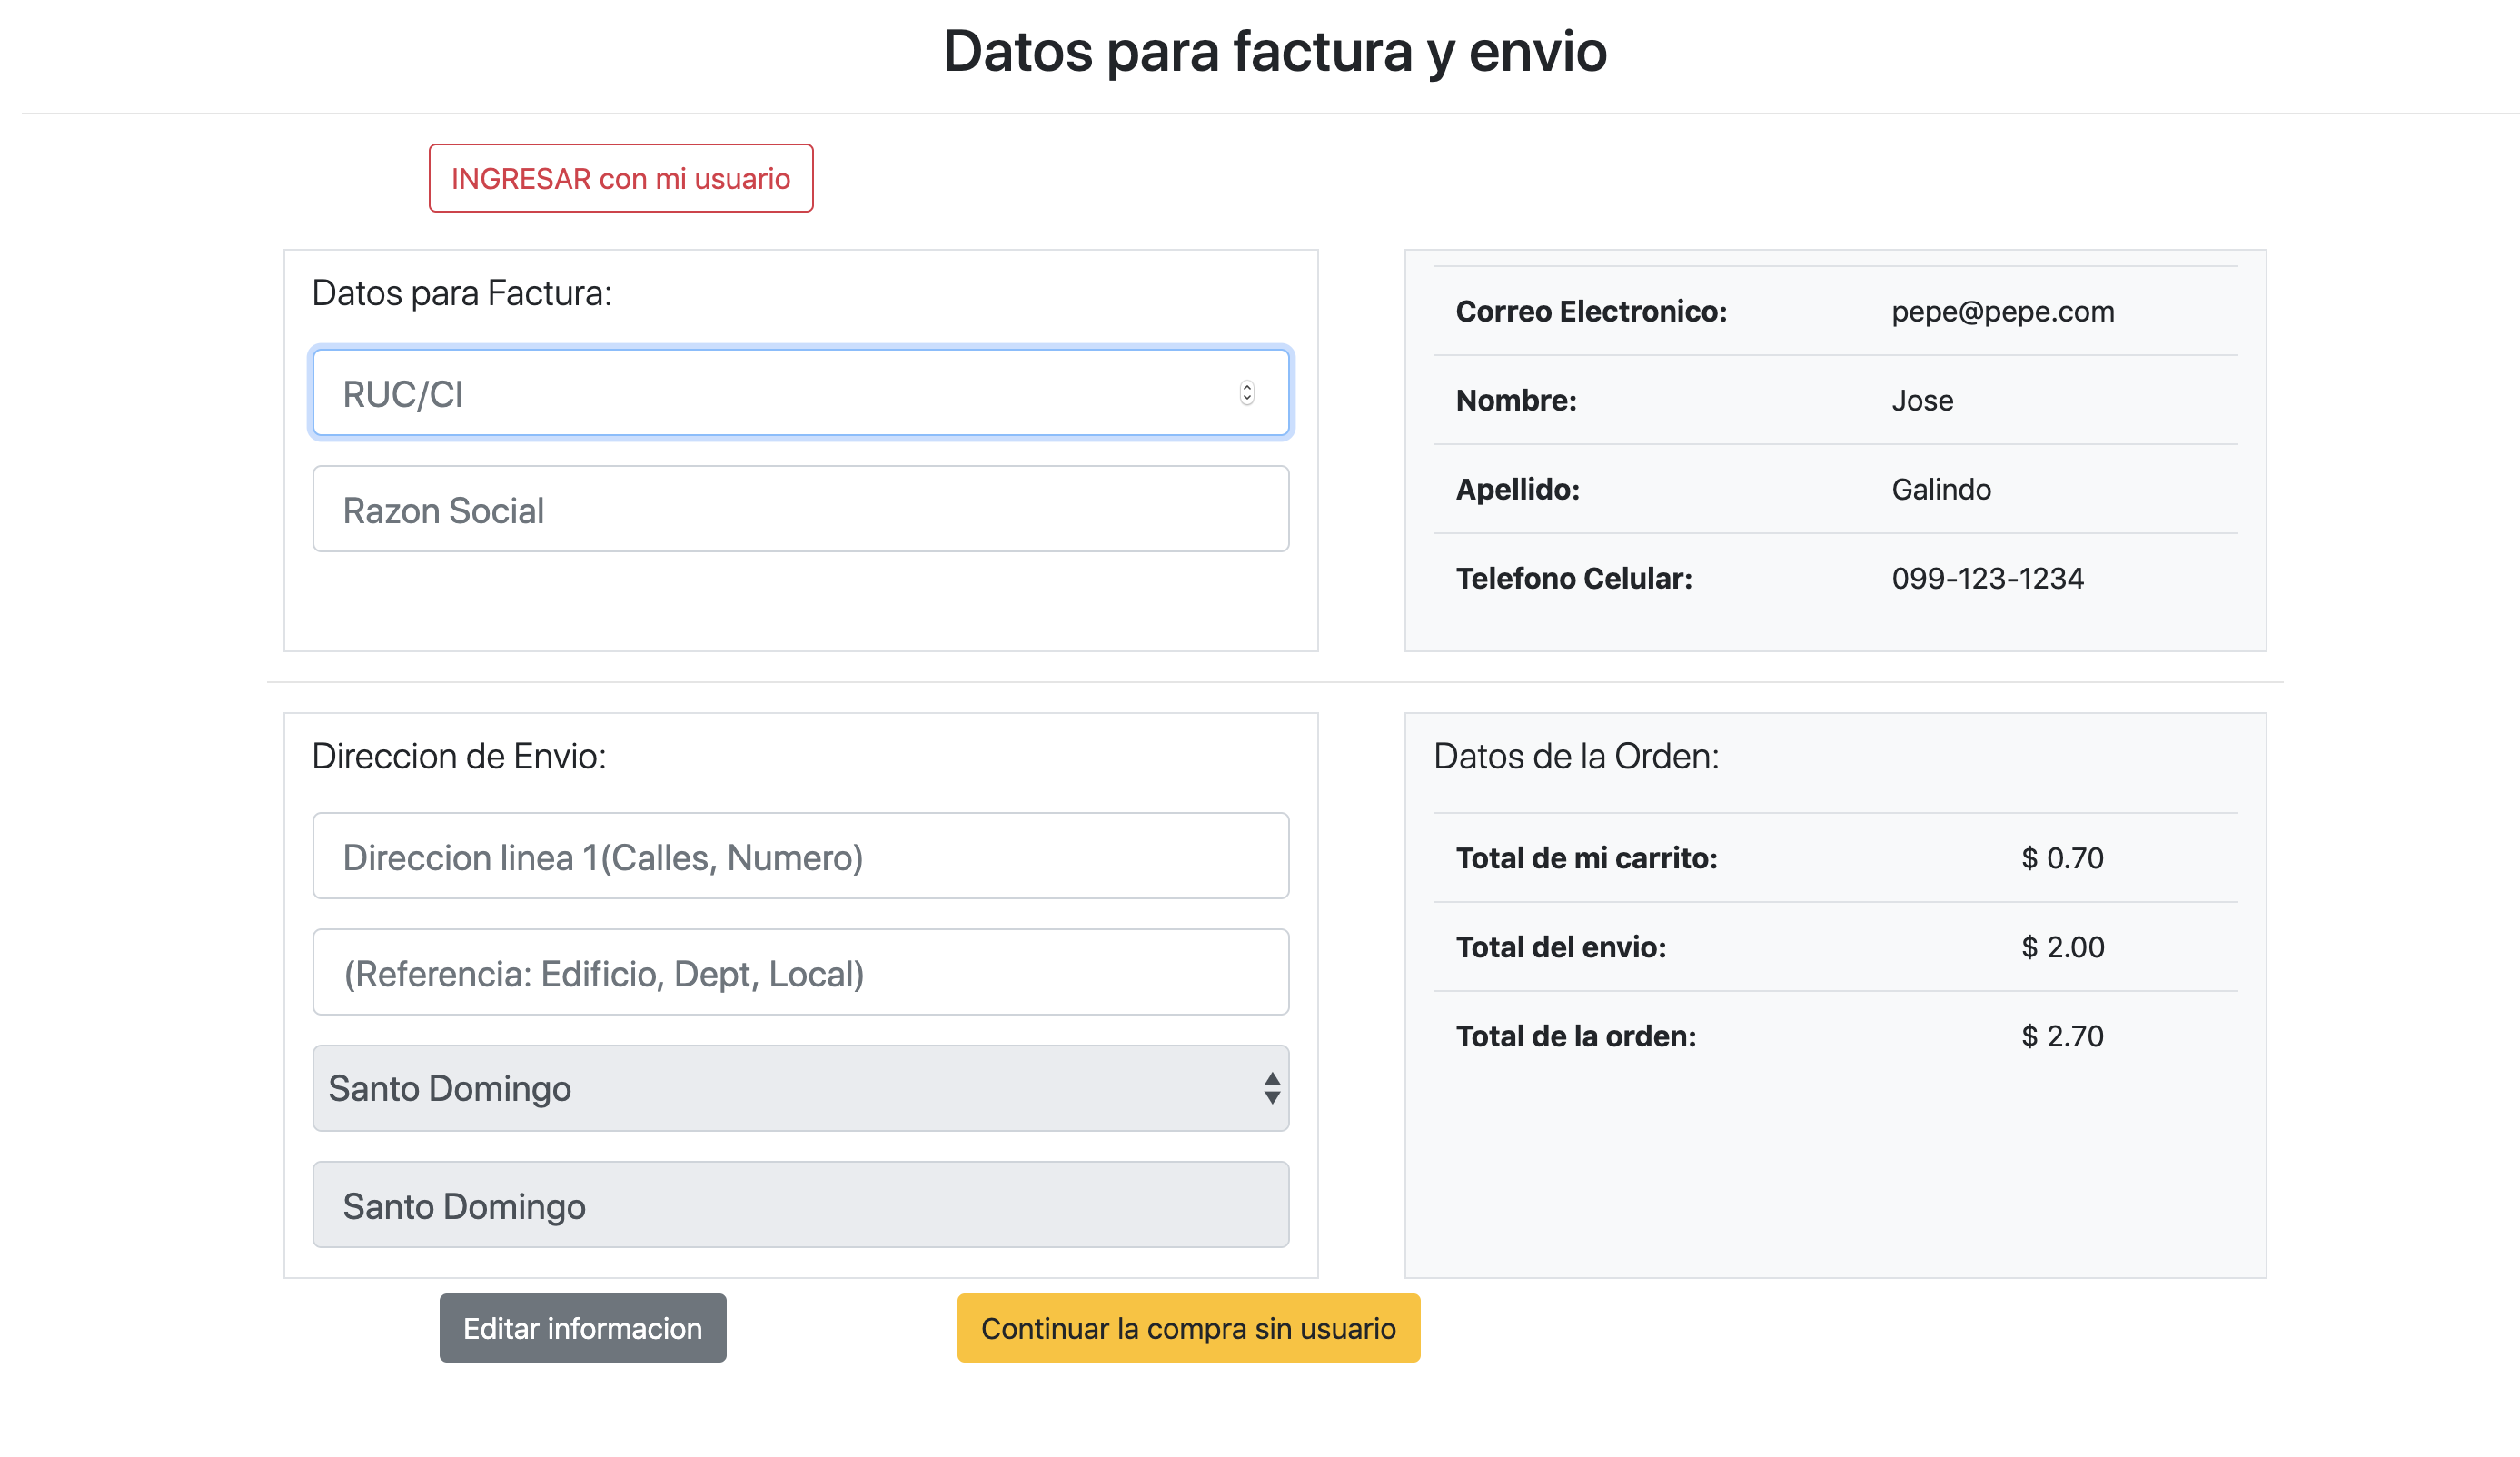 Datos para factura y envio
INGRESAR con mi usuario
Datos para Factura:
RUC/CI
Razon Social
Correo Electronico: pepe@pepe.com
Nombre: Jose
Apellido: Galindo
Telefono Celular: 099-123-1234
Direccion de Envio:
Direccion linea 1(Calles, Numero)
(Referencia: Edificio, Dept, Local)
Santo Domingo
Santo Domingo
Datos de la Orden:
Total de mi carrito: $ 0.70
Total del envio: $ 2.00
Total de la orden: $ 2.70
Editar informacion
Continuar la compra sin usuario